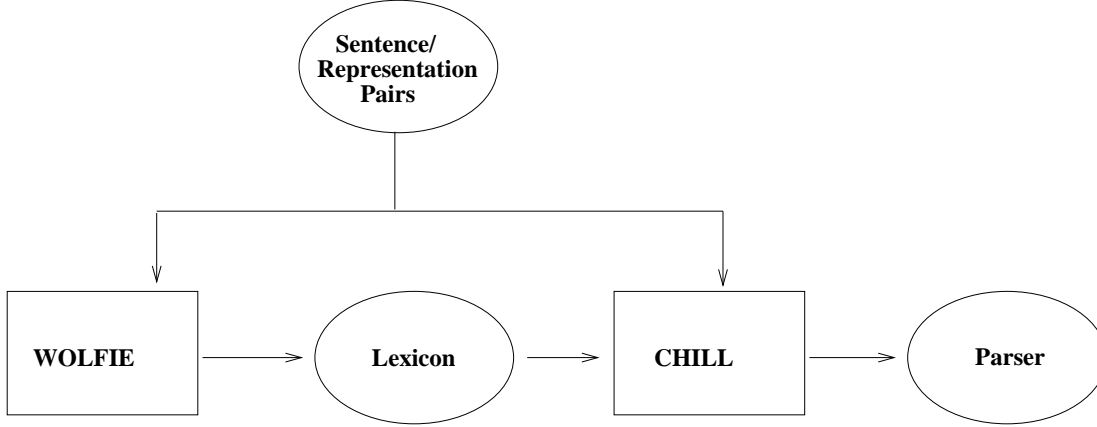 Sentence/
Representation
Pairs
WOLFIE
Lexicon
CHILL
Parser